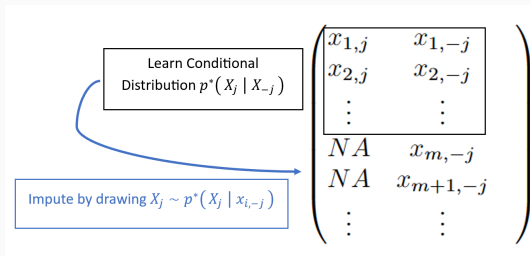 Learn Conditional
Distribution p*( X_j | X_{-j} )
Impute by drawing X_j ~ p*( X_j | x_{i,-j} )
x_{1,j} x_{1,-j}
x_{2,j} x_{2,-j}
⋮ ⋮
NA x_{m,-j}
NA x_{m+1,-j}
⋮ ⋮